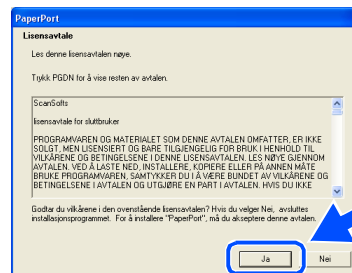 PaperPort
Lisensavtale
Les denne lisensavtalen nøye.
Trykk PGDN for å vise resten av avtalen.
ScanSofts
lisensavtale for sluttbruker
PROGRAMVAREN OG MATERIALET SOM DENNE AVTALEN OMFATTER, ER IKKE
SOLGT, MEN LISENSIERT OG BARE TILGJENGELIG FOR BRUK I HENHOLD TIL
VILKÅRENE OG BETINGELSENE I DENNE LISENSAVTALEN. LES NØYE GJENNOM
AVTALEN. VED Å LASTE NED, INSTALLERE, KOPIERE ELLER PÅ ANNEN MÅTE
BRUKE PROGRAMVAREN, SAMTYKKER DU I Å VÆRE BUNDET AV VILKÅRENE OG
BETINGELSENE I AVTALEN OG UTGJØRE EN PART I AVTALEN. HVIS DU IKKE
Godtar du vilkårene i den ovenstående lisensavtalen? Hvis du velger Nei, avsluttes
installasjonsprogrammet. For å installere "PaperPort", må du akseptere denne avtalen.
Ja
Nei